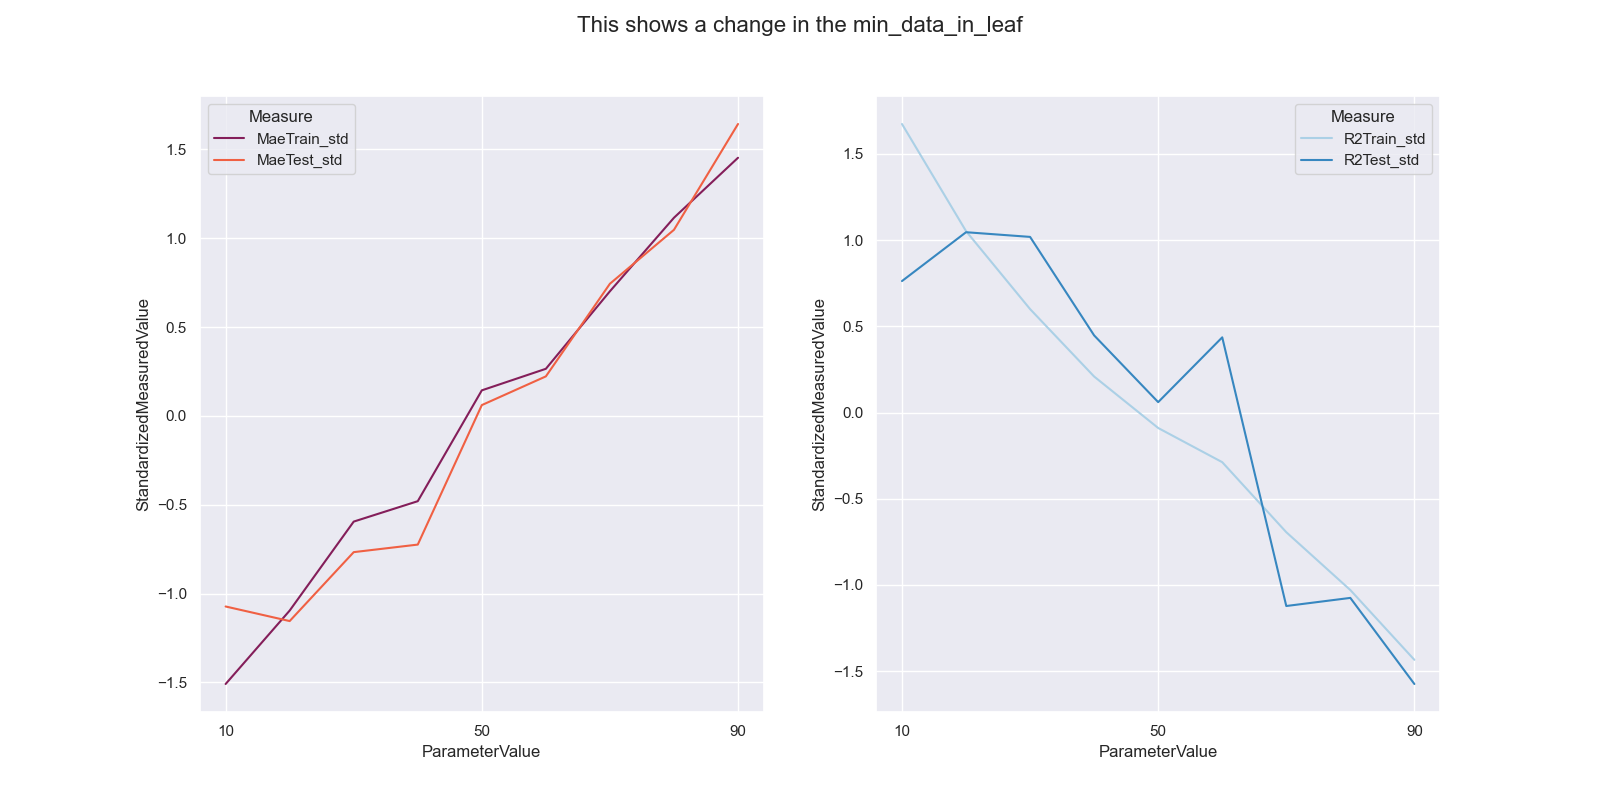 This shows a change in the min_data_in_leaf
Measure
MaeTrain_std
MaeTest_std
1.5
1.0
0.5
0.0
−0.5
−1.0
−1.5
StandardizedMeasuredValue
10
50
90
ParameterValue
Measure
R2Train_std
R2Test_std
1.5
1.0
0.5
0.0
−0.5
−1.0
−1.5
StandardizedMeasuredValue
10
50
90
ParameterValue